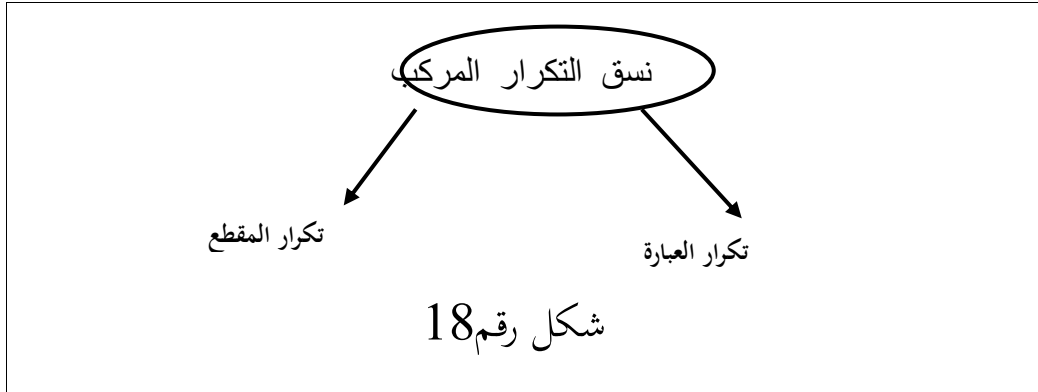 نسق التكرار المركب
تكرار العبارة
تكرار المقطع
شكل رقم18